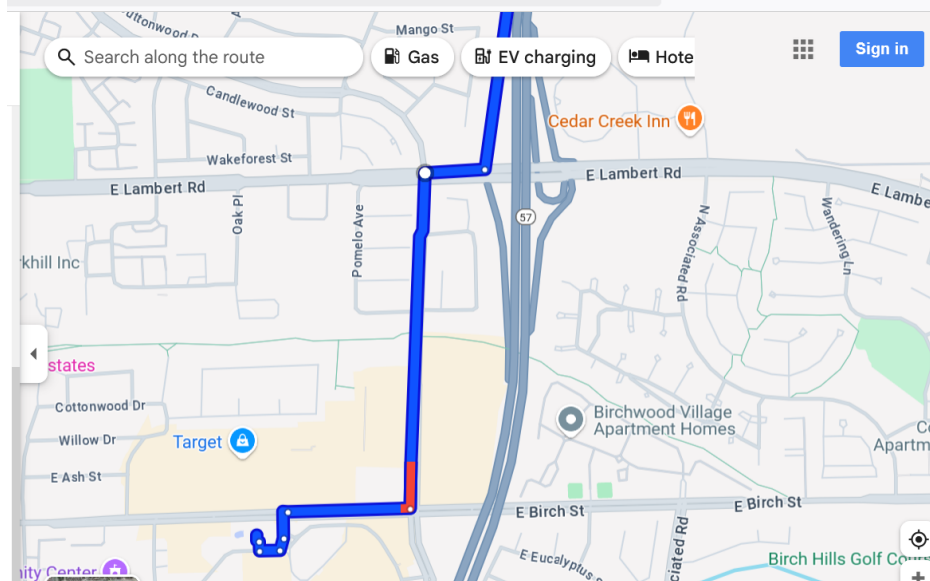 uttonwood D
Mango St
Search along the route
Gas
EV charging
Hote
Sign in
Candlewood St
Cedar Creek Inn
Wakeforest St
E Lambert Rd
E Lambert Rd
E Lambe
Oak Pl
Pomelo Ave
57
N Associated Rd
Wandering Ln
rkhill Inc
states
Cottonwood Dr
Willow Dr
Target
E Ash St
Birchwood Village
Apartment Homes
C
Apartm
E Birch St
E Birch St
E Eucalyptus
ciated Rd
Birch Hills Golf Co
nity Center